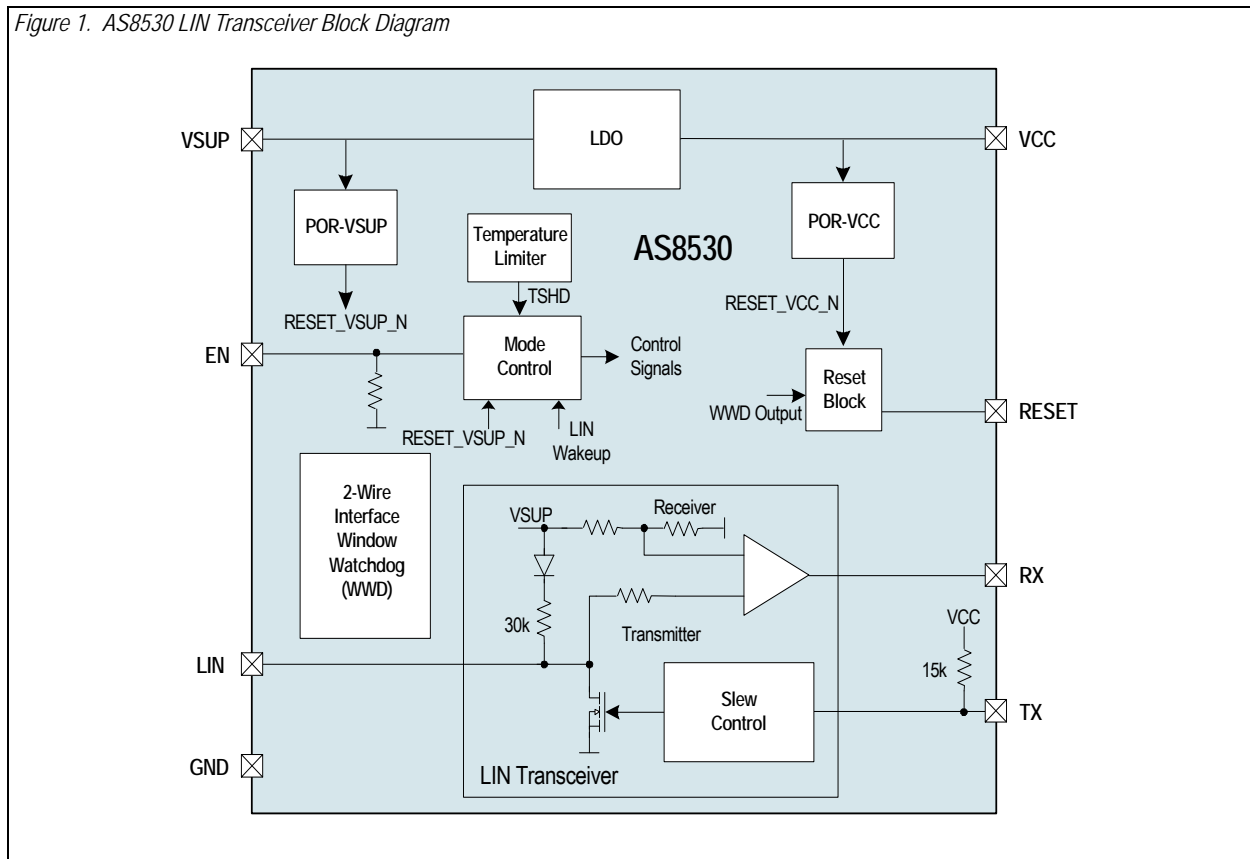 Figure 1. AS8530 LIN Transceiver Block Diagram
VSUP
LDO
VCC
POR-VSUP
Temperature
Limiter
AS8530
POR-VCC
TSHD
RESET_VSUP_N
RESET_VCC_N
EN
Mode
Control
Control
Signals
Reset
Block
WWD Output
RESET
RESET_VSUP_N
LIN
Wakeup
2-Wire
Interface
Window
Watchdog
(WWD)
VSUP
Receiver
RX
30k
Transmitter
VCC
15k
LIN
Slew
Control
TX
GND
LIN Transceiver